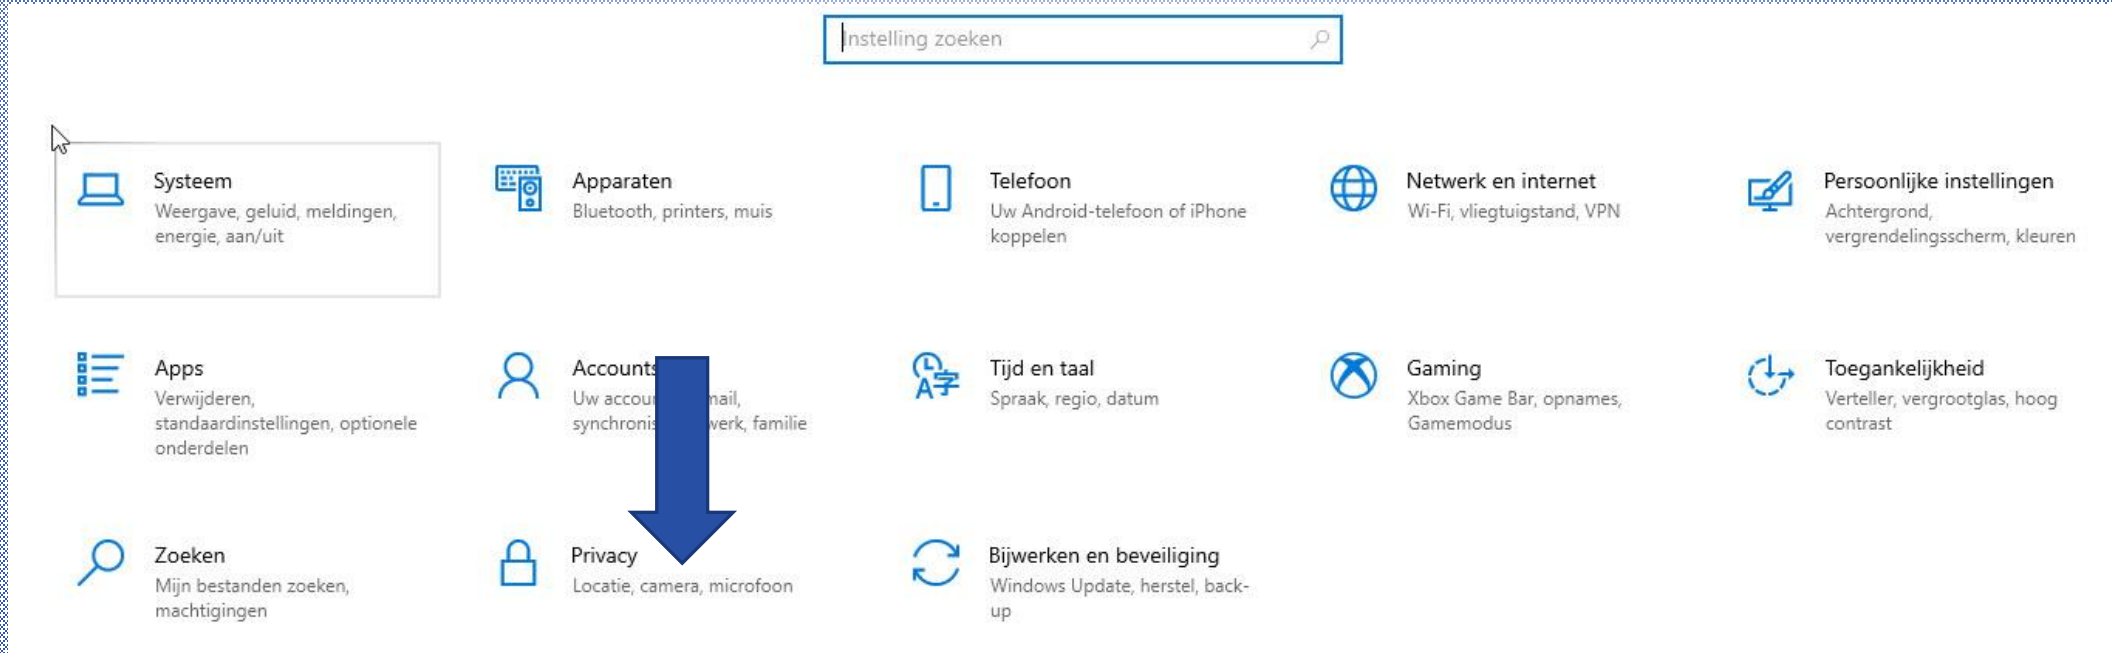 Instelling zoeken
Systeem
Weergave, geluid, meldingen,
energie, aan/uit
Apparaten
Bluetooth, printers, muis
Telefoon
Uw Android-telefoon of iPhone
koppelen
Netwerk en internet
Wi-Fi, vliegtuigstand, VPN
Persoonlijke instellingen
Achtergrond,
vergrendelingsscherm, kleuren
Apps
Verwijderen,
standaardinstellingen, optionele
onderdelen
Accounts
Uw
familie
Tijd en taal
Spraak, regio, datum
Gaming
Xbox Game Bar, opnames,
Gamemodus
Toegankelijkheid
Verteller, vergrootglas, hoog
contrast
Zoeken
Mijn bestanden zoeken,
machtigingen
Privacy
Locatie, camera, microfoon
Bijwerken en beveiliging
Windows Update, herstel, back-
up